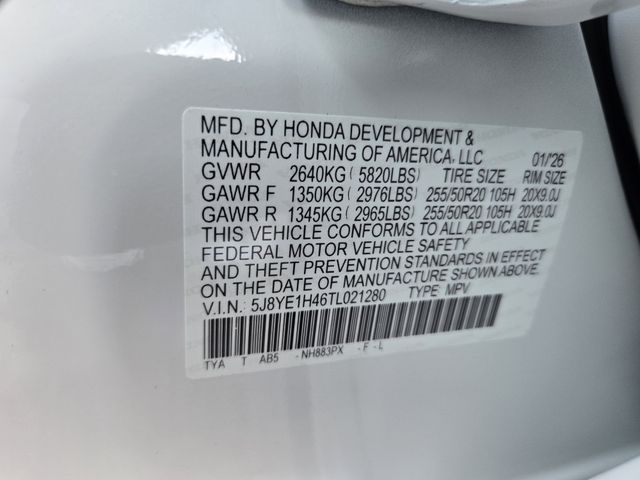 MFD. BY HONDA DEVELOPMENT &
MANUFACTURING OF AMERICA, LLC 01/'26
GVWR 2640KG ( 5820LBS) TIRE SIZE RIM SIZE
GAWR F 1350KG ( 2976LBS) 255/50R20 105H 20X9.0J
GAWR R 1345KG ( 2965LBS) 255/50R20 105H 20X9.0J
THIS VEHICLE CONFORMS TO ALL APPLICABLE
FEDERAL MOTOR VEHICLE SAFETY
AND THEFT PREVENTION STANDARDS IN EFFECT
ON THE DATE OF MANUFACTURE SHOWN ABOVE.
V.I.N.: 5J8YE1H46TL021280 TYPE: MPV
TYA T AB5 - NH883PX - F - L